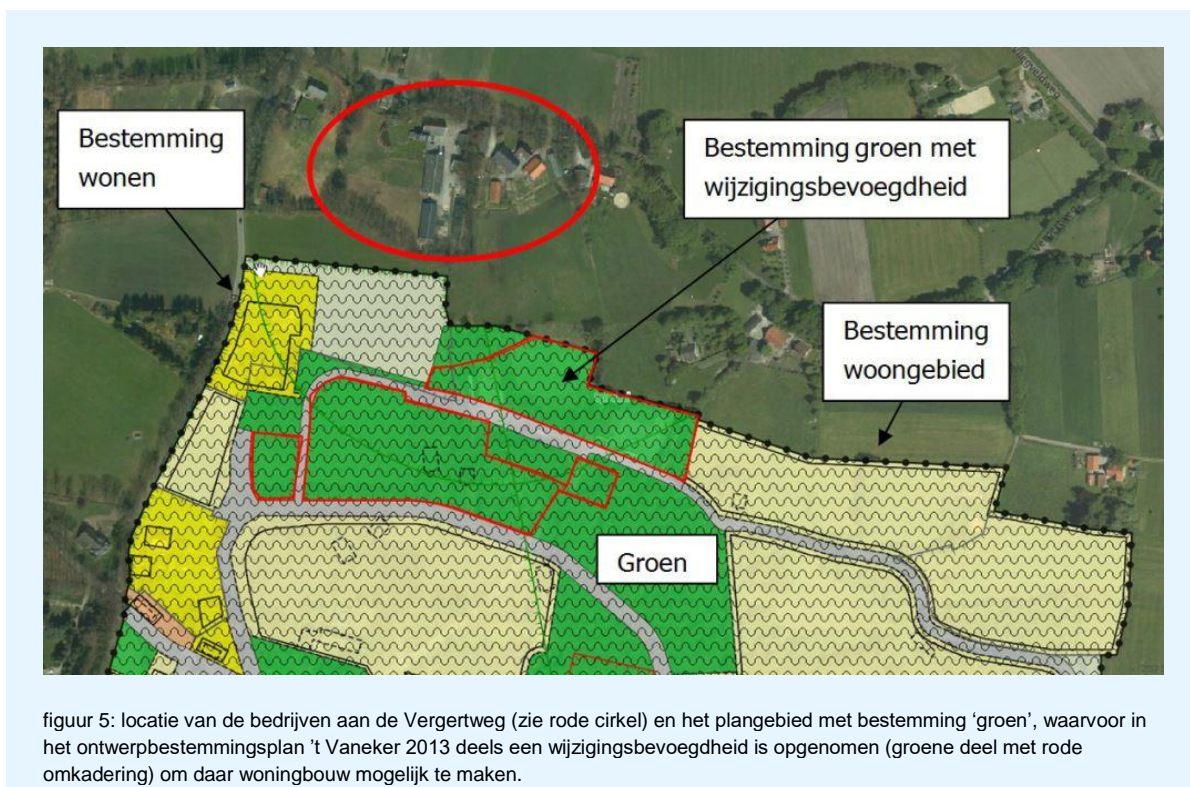 Bestemming
wonen
Bestemming groen met
wijzigingsbevoegdheid
Bestemming
woongebied
Groen
figuur 5: locatie van de bedrijven aan de Vergertweg (zie rode cirkel) en het plangebied met bestemming ‘groen’, waarvoor in
het ontwerpbestemmingsplan ’t Vaneker 2013 deels een wijzigingsbevoegdheid is opgenomen (groene deel met rode
omkadering) om daar woningbouw mogelijk te maken.